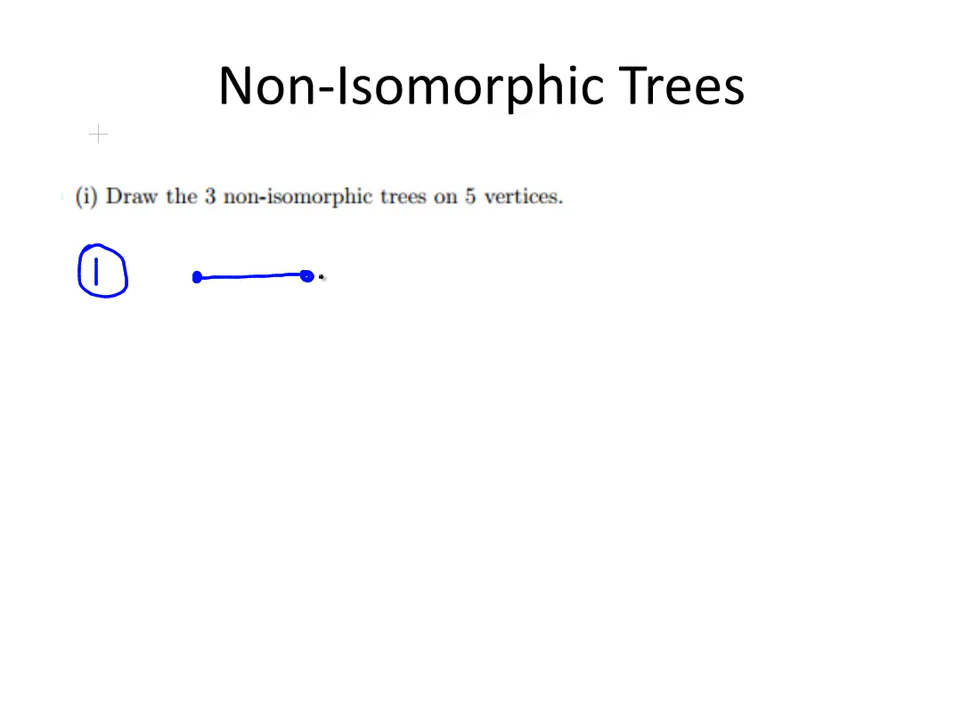 Non-Isomorphic Trees
(i) Draw the 3 non-isomorphic trees on 5 vertices.
1